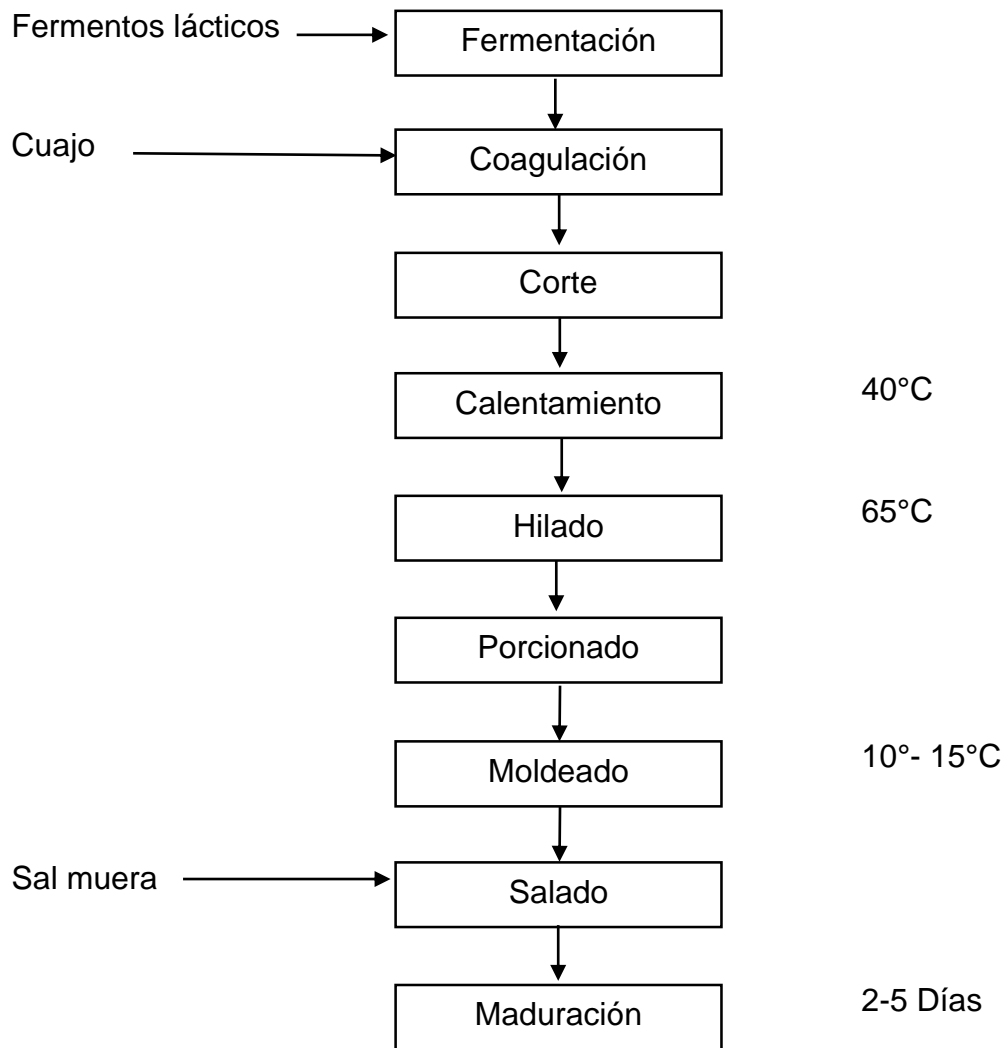 Fermentos lácticos
Fermentación
Cuajo
Coagulación
Corte
Calentamiento
40°C
Hilado
65°C
Porcionado
Moldeado
10°- 15°C
Sal muera
Salado
Maduración
2-5 Días